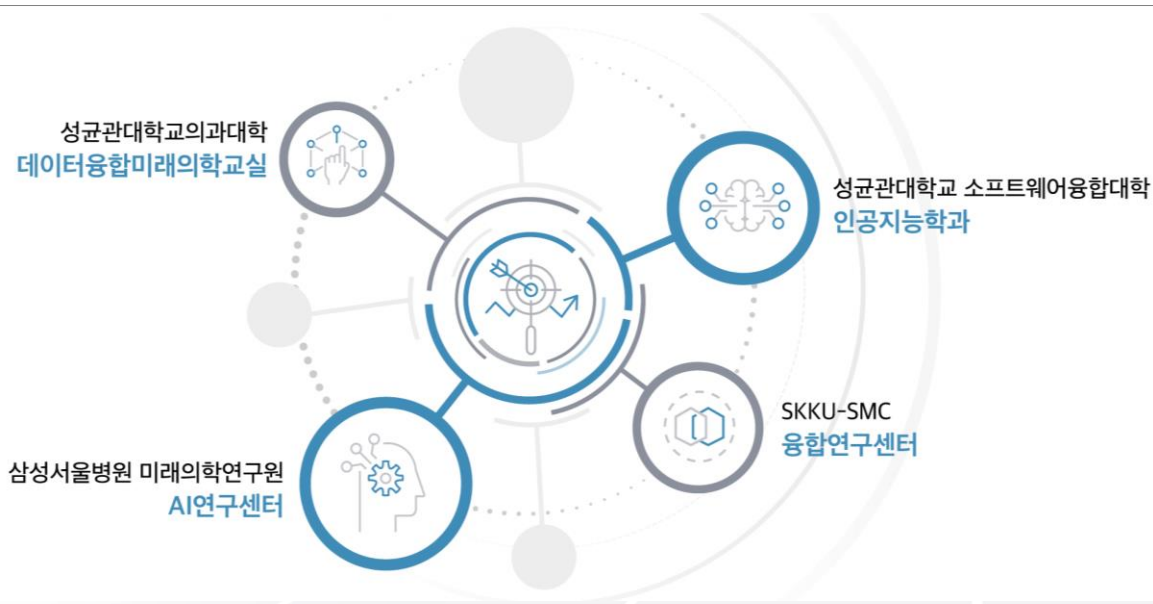 성균관대학교의과대학
데이터융합미래의학교실
성균관대학교 소프트웨어융합대학
인공지능학과
SKKU-SMC
융합연구센터
삼성서울병원 미래의학연구원
AI연구센터